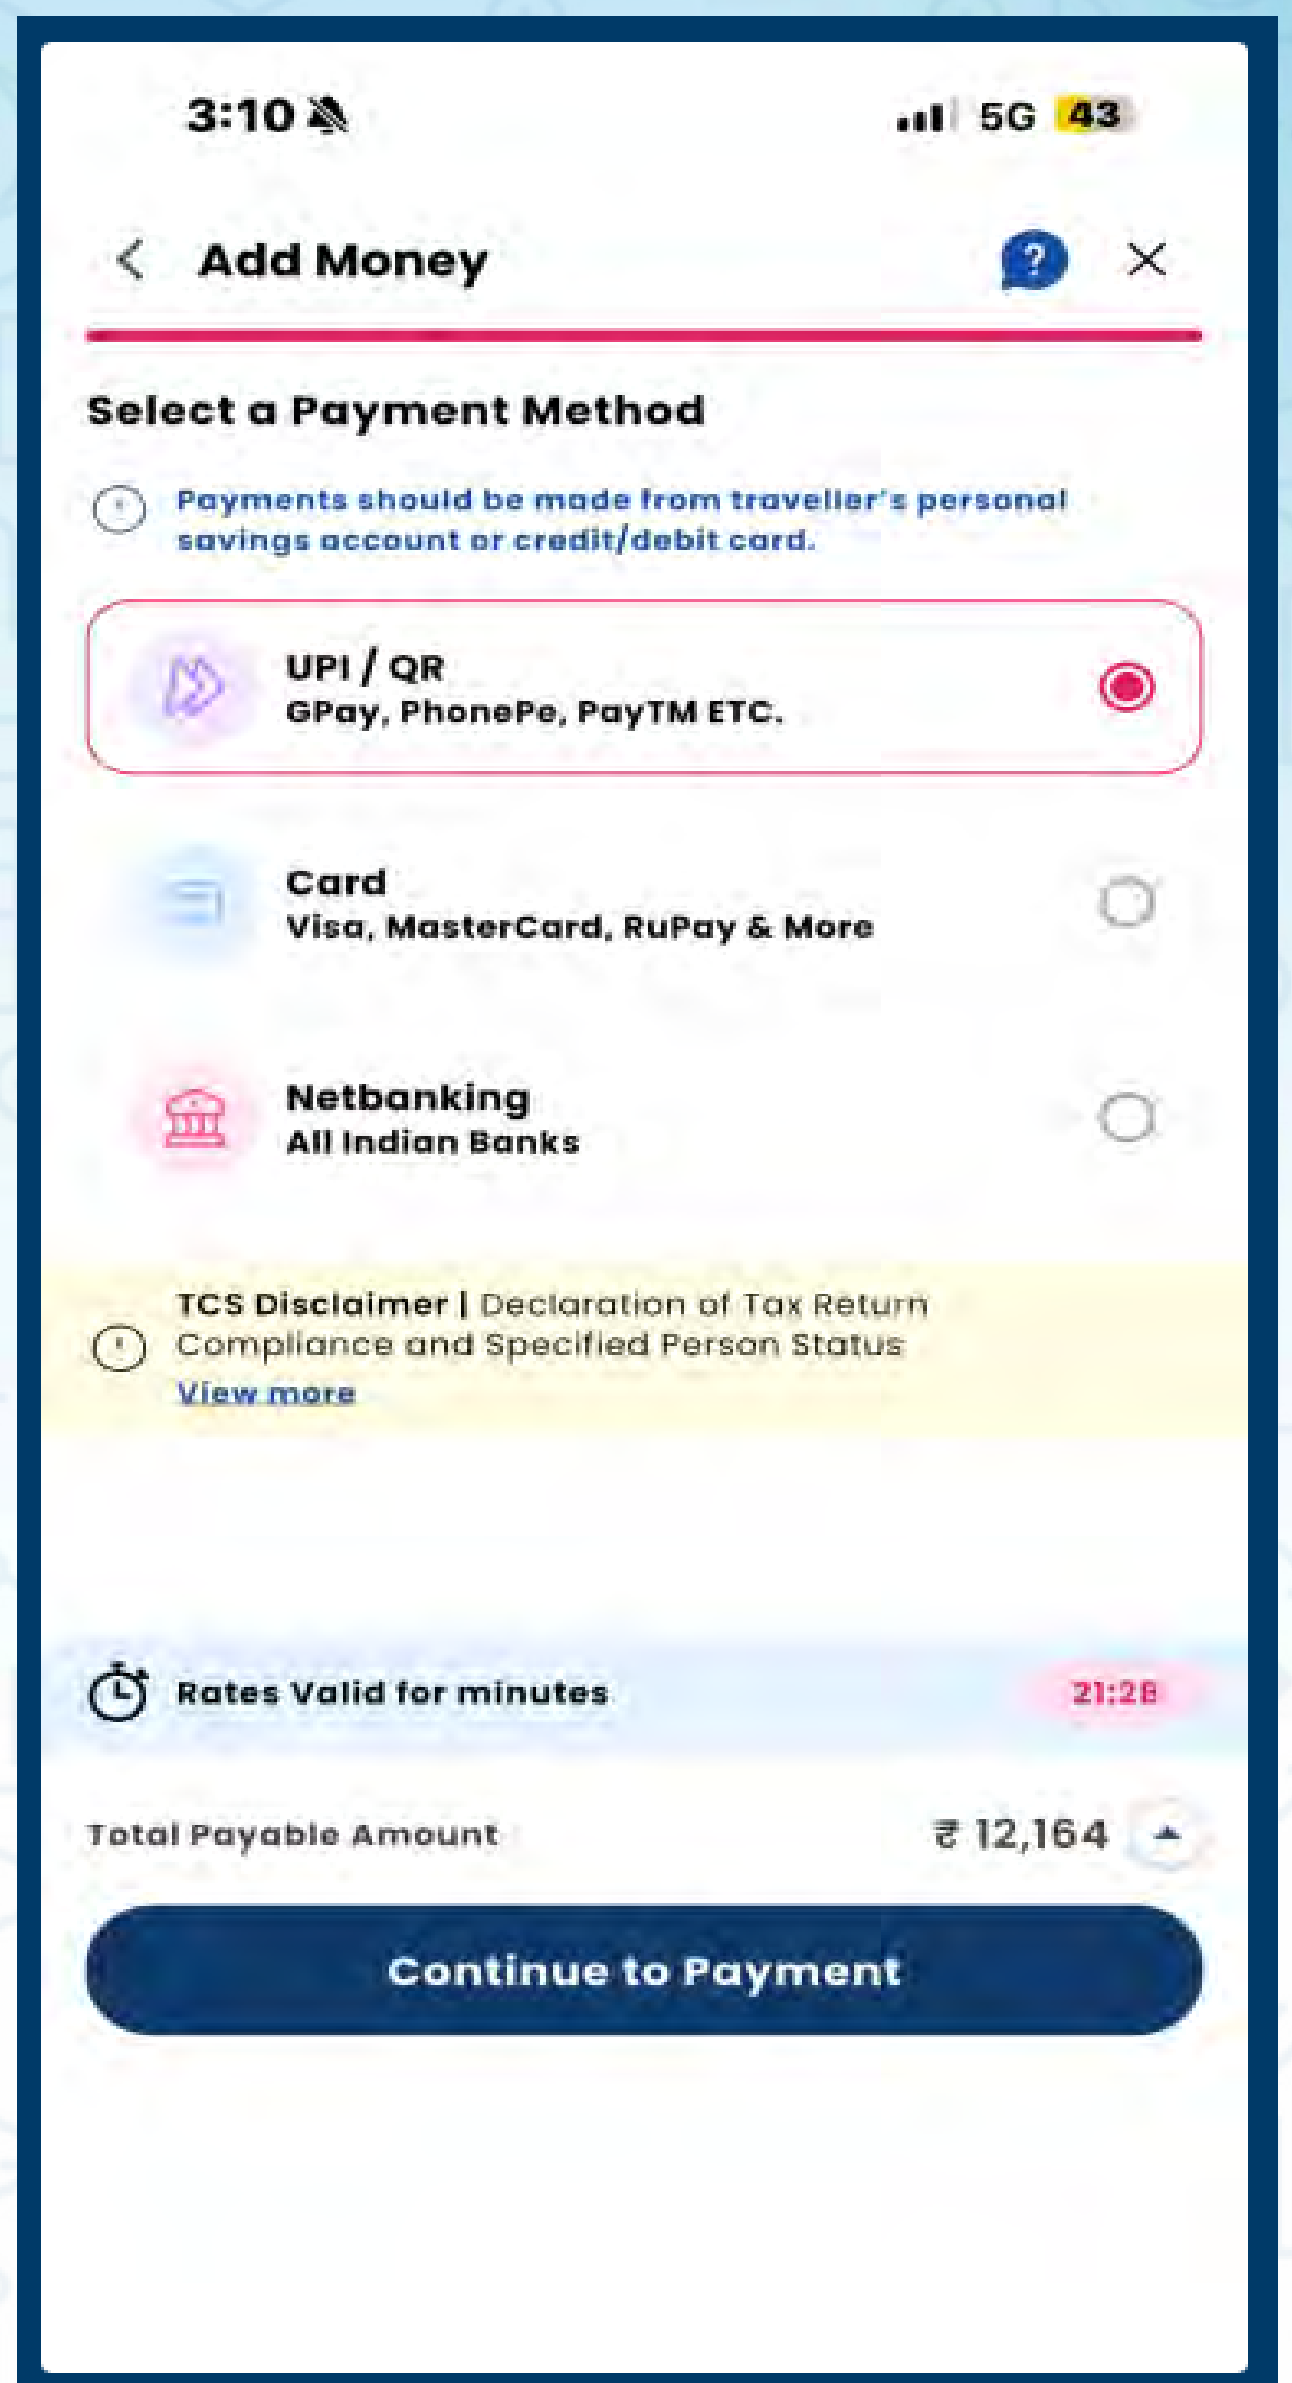 3:10
5G 43
Add Money
?
Select a Payment Method
Payments should be made from traveller's personal
savings account or credit/debit card.
UPI / QR
GPay, PhonePe, PayTM ETC.
Card
Visa, MasterCard, RuPay & More
Netbanking
All Indian Banks
TCS Disclaimer | Declaration of Tax Return
Compliance and Specified Person Status
View more
Rates Valid for minutes 21:28
Total Payable Amount ₹ 12,164
Continue to Payment